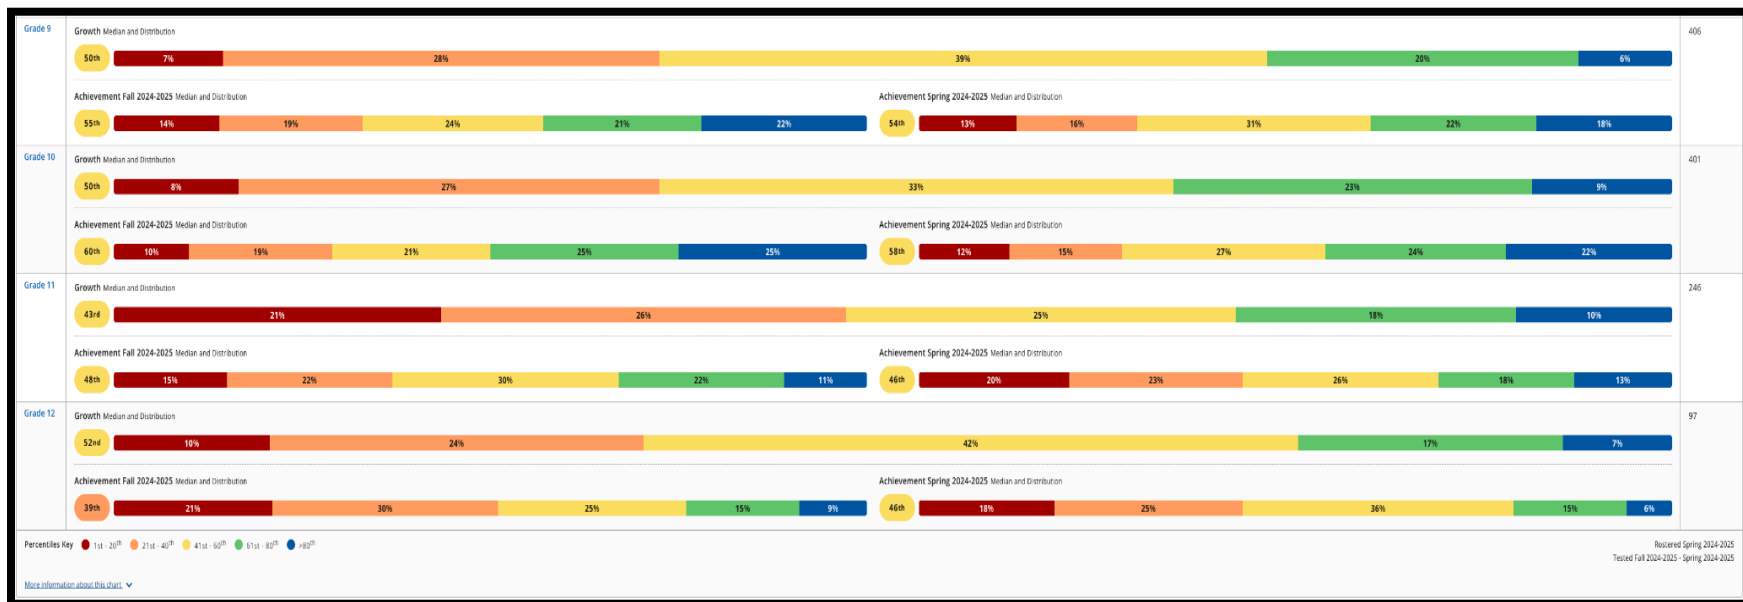 Grade 9
Growth Median and Distribution
406
50th 7% 28% 39% 20% 6%
Achievement Fall 2024-2025 Median and Distribution
Achievement Spring 2024-2025 Median and Distribution
55th 14% 19% 24% 21% 22%
54th 13% 16% 31% 22% 18%
Grade 10
Growth Median and Distribution
401
50th 8% 27% 33% 23% 9%
Achievement Fall 2024-2025 Median and Distribution
Achievement Spring 2024-2025 Median and Distribution
60th 10% 19% 21% 25% 25%
58th 12% 15% 27% 24% 22%
Grade 11
Growth Median and Distribution
246
43rd 21% 26% 25% 18% 10%
Achievement Fall 2024-2025 Median and Distribution
Achievement Spring 2024-2025 Median and Distribution
48th 15% 22% 30% 22% 11%
46th 20% 23% 26% 18% 13%
Grade 12
Growth Median and Distribution
97
52nd 10% 24% 42% 17% 7%
Achievement Fall 2024-2025 Median and Distribution
Achievement Spring 2024-2025 Median and Distribution
39th 21% 30% 25% 15% 9%
46th 18% 25% 36% 15% 6%
Percentiles Key 1st - 20th 21st - 40th 41st - 60th 61st - 80th >80th
Rostered Spring 2024-2025
Tested Fall 2024-2025 - Spring 2024-2025
More information about this chart